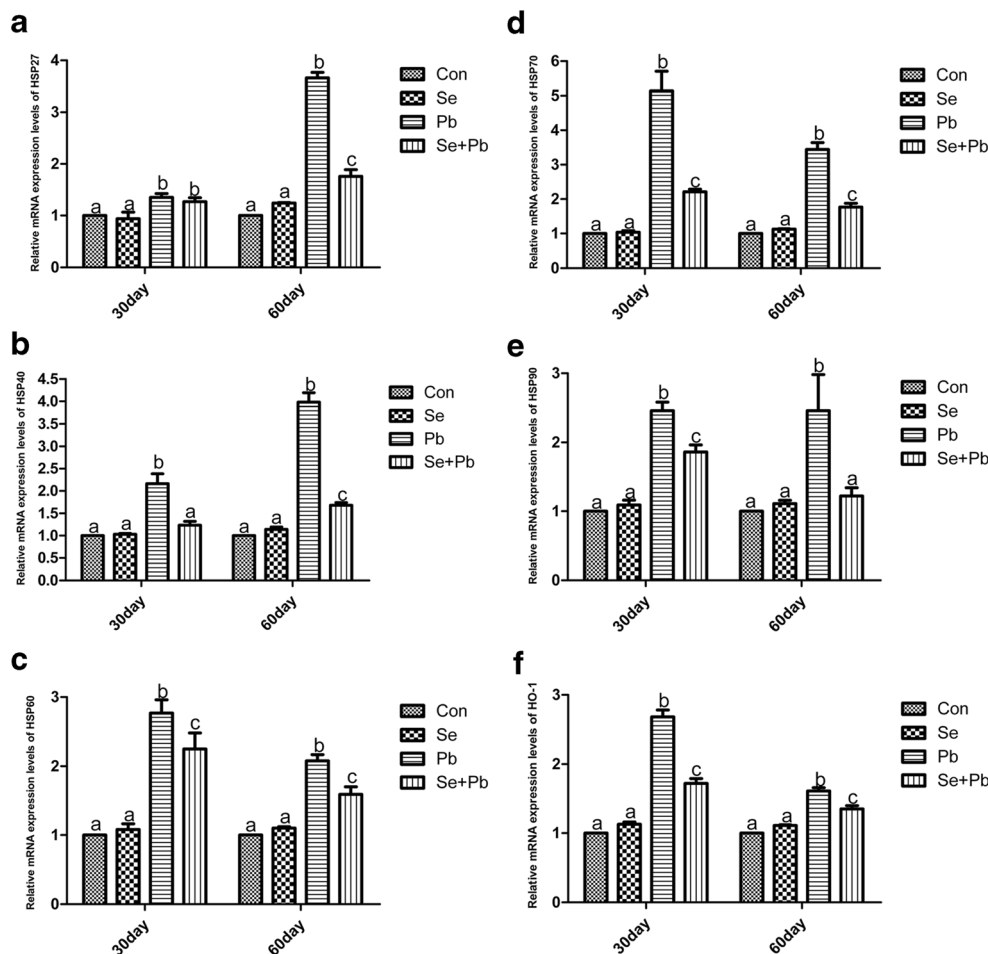 a
Relative mRNA expression levels of HSP27
4
3
2
1
0
a
a
b
b
a
a
b
c
30day
60day
Con
Se
Pb
Se+Pb
b
Relative mRNA expression levels of HSP40
4.5
4.0
3.5
3.0
2.5
2.0
1.5
1.0
0.5
0.0
a
a
b
a
a
a
b
c
30day
60day
Con
Se
Pb
Se+Pb
c
Relative mRNA expression levels of HSP60
3
2
1
0
a
a
b
c
a
a
b
c
30day
60day
Con
Se
Pb
Se+Pb
d
Relative mRNA expression levels of HSP70
6
5
4
3
2
1
0
a
a
b
c
a
a
b
c
30day
60day
Con
Se
Pb
Se+Pb
e
Relative mRNA expression levels of HSP90
3
2
1
0
a
a
b
c
a
a
b
a
30day
60day
Con
Se
Pb
Se+Pb
f
Relative mRNA expression levels of HO-1
3
2
1
0
a
a
b
c
a
a
b
c
30day
60day
Con
Se
Pb
Se+Pb